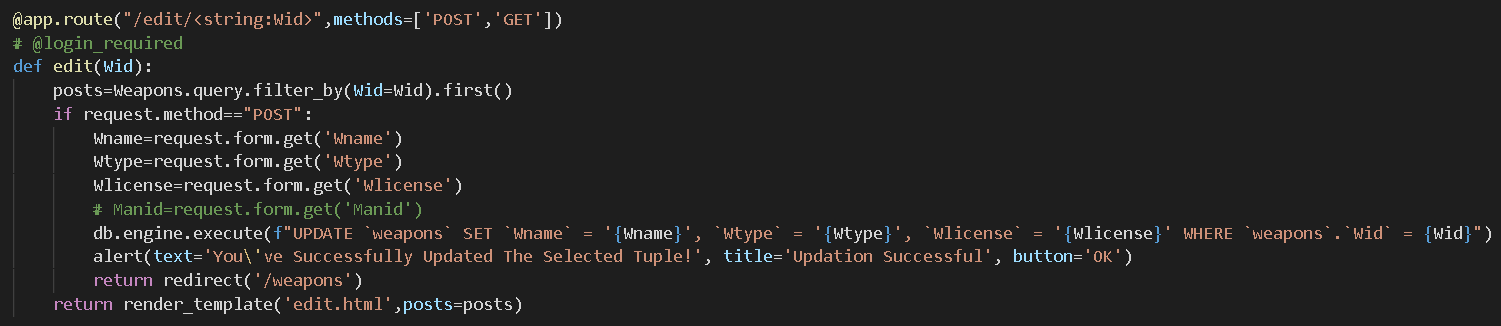 @app.route("/edit/<string:Wid>",methods=['POST','GET'])
# @login_required
def edit(Wid):
    posts=Weapons.query.filter_by(Wid=Wid).first()
    if request.method=="POST":
        Wname=request.form.get('Wname')
        Wtype=request.form.get('Wtype')
        Wlicense=request.form.get('Wlicense')
        # Manid=request.form.get('Manid')
        db.engine.execute(f"UPDATE `weapons` SET `Wname` = '{Wname}', `Wtype` = '{Wtype}', `Wlicense` = '{Wlicense}' WHERE `weapons`.`Wid` = {Wid}")
        alert(text='You\'ve Successfully Updated The Selected Tuple!', title='Updation Successful', button='OK')
        return redirect('/weapons')
    return render_template('edit.html',posts=posts)